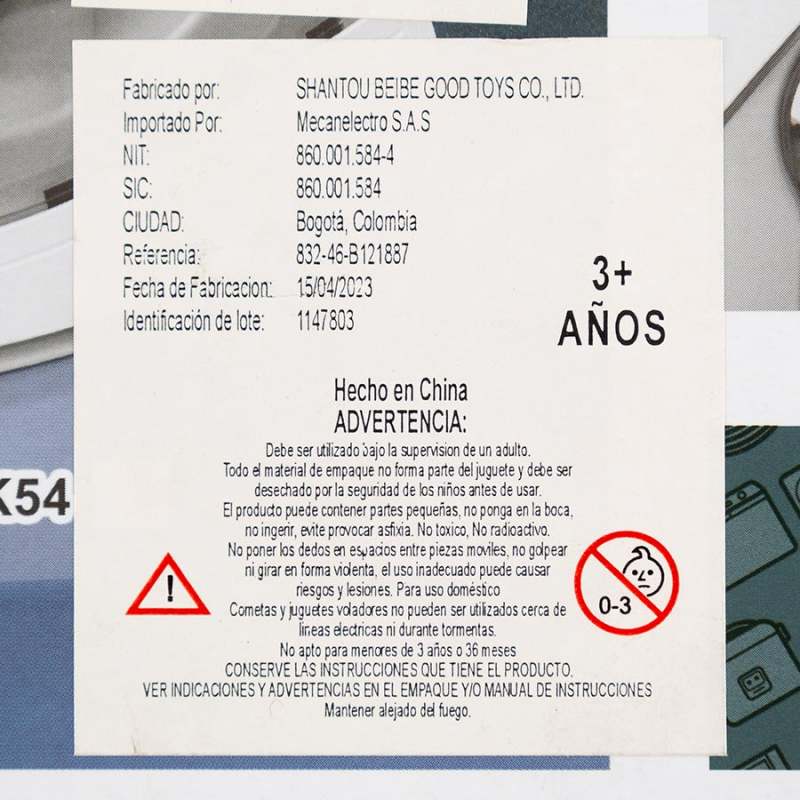 Fabricado por: SHANTOU BEIBE GOOD TOYS CO., LTD.
Importado Por: Mecanelectro S.A.S
NIT: 860.001.584-4
SIC: 860.001.584
CIUDAD: Bogotá, Colombia
Referencia: 832-46-B121887
Fecha de Fabricacion: 15/04/2023
Identificación de lote: 1147803
3+
AÑOS
Hecho en China
ADVERTENCIA:
Debe ser utilizado bajo la supervision de un adulto.
Todo el material de empaque no forma parte del juguete y debe ser
desechado por la seguridad de los niños antes de usar.
El producto puede contener partes pequeñas, no ponga en la boca,
no ingerir, evite provocar asfixia. No toxico, No radioactivo.
No poner los dedos en espacios entre piezas moviles, no golpear
ni girar en forma violenta, el uso inadecuado puede causar
riesgos y lesiones. Para uso doméstico
Cometas y juguetes voladores no pueden ser utilizados cerca de
lineas electricas ni durante tormentas.
No apto para menores de 3 años o 36 meses
CONSERVE LAS INSTRUCCIONES QUE TIENE EL PRODUCTO.
VER INDICACIONES Y ADVERTENCIAS EN EL EMPAQUE Y/O MANUAL DE INSTRUCCIONES
Mantener alejado del fuego.
!
0-3
K54